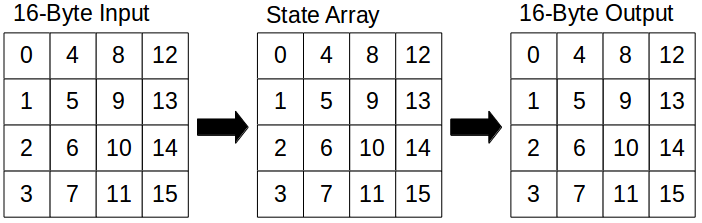 16-Byte Input State Array 16-Byte Output
0 4 8 12 0 4 8 12 0 4 8 12
1 5 9 13 1 5 9 13 1 5 9 13
2 6 10 14 2 6 10 14 2 6 10 14
3 7 11 15 3 7 11 15 3 7 11 15